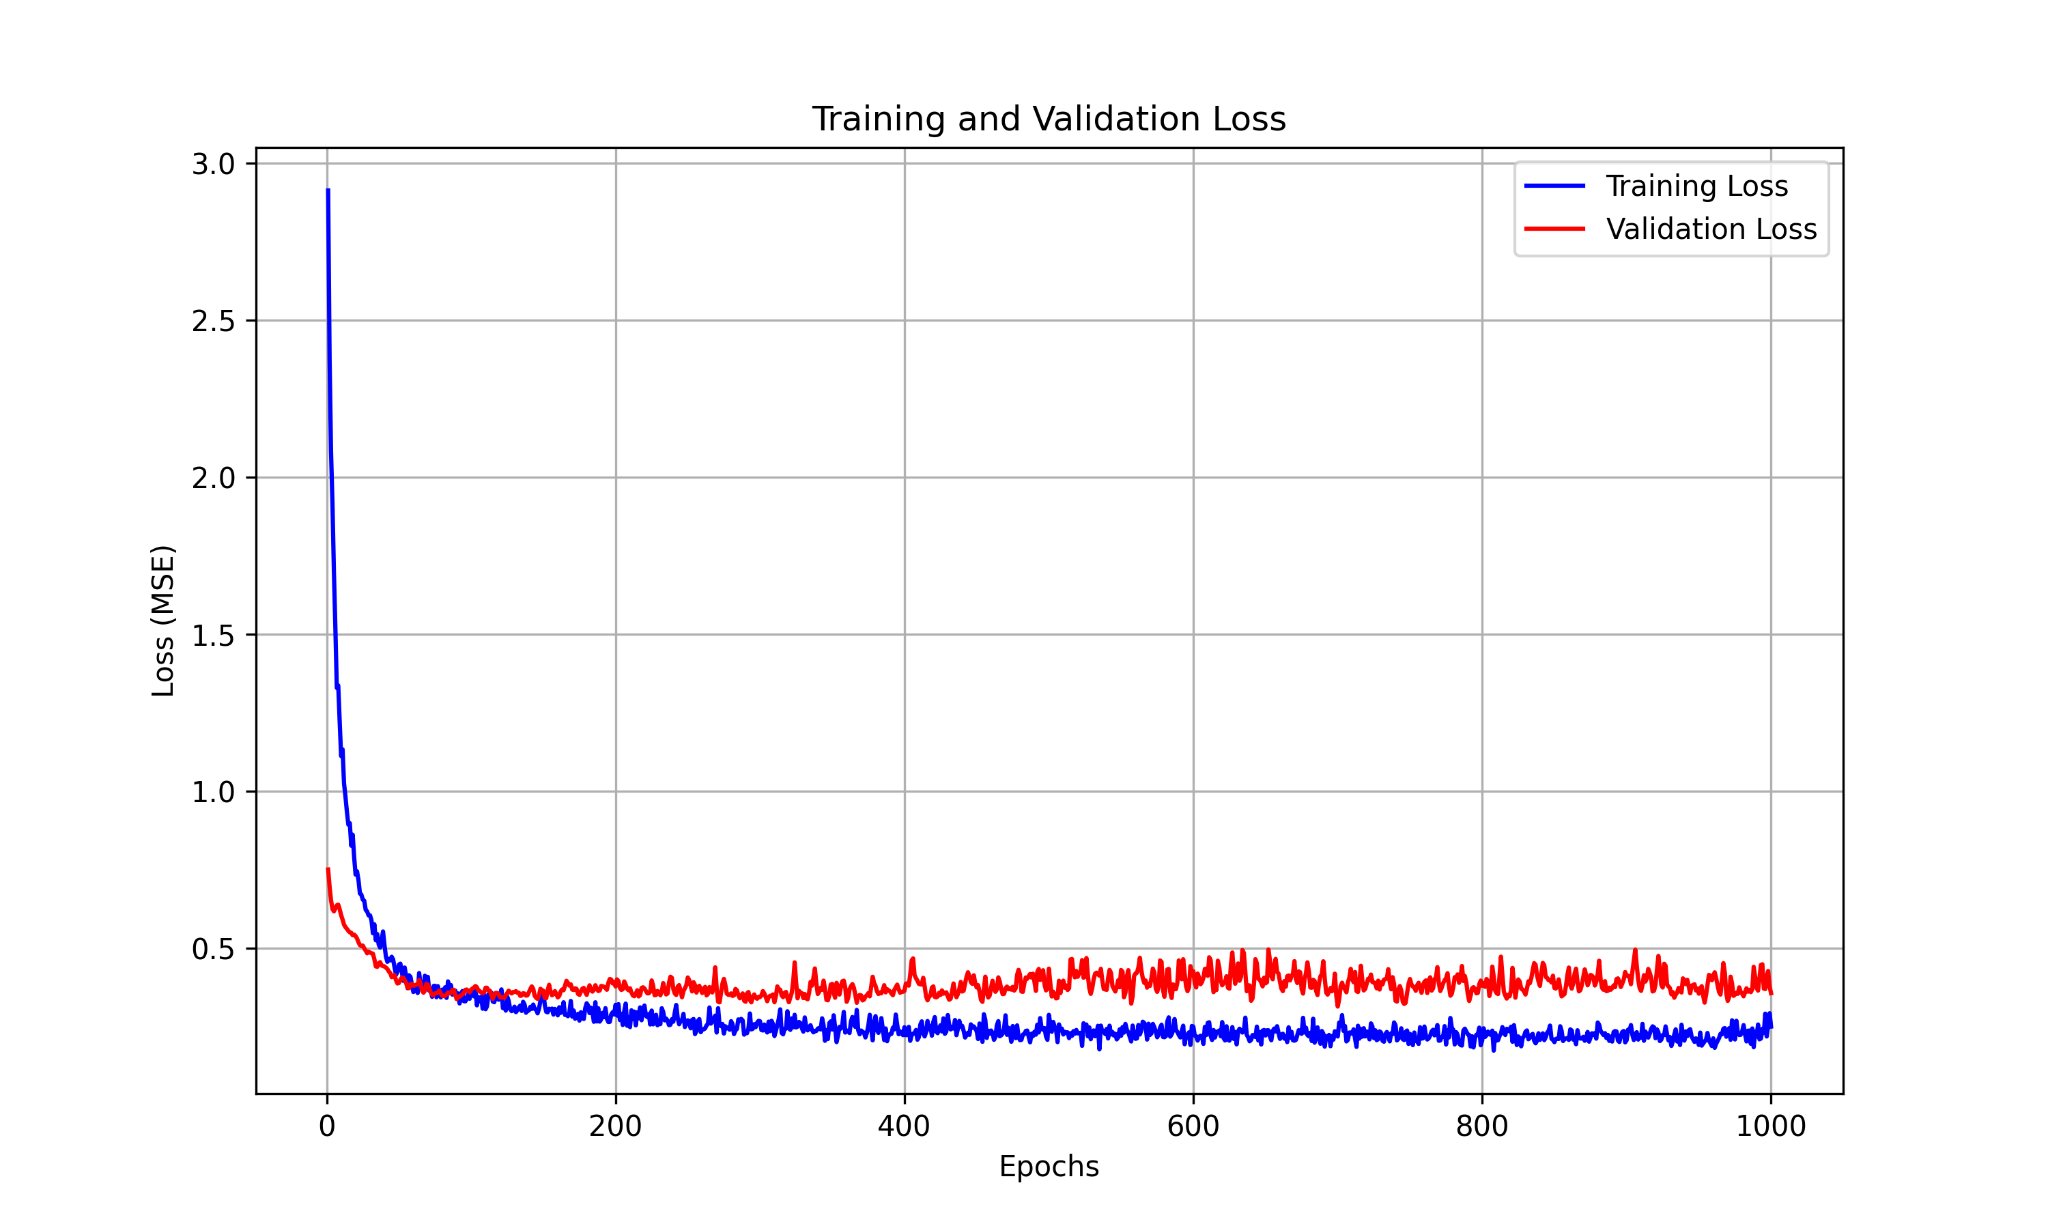 Training and Validation Loss
3.0
2.5
2.0
1.5
1.0
0.5
Loss (MSE)
Training Loss
Validation Loss
0 200 400 600 800 1000
Epochs